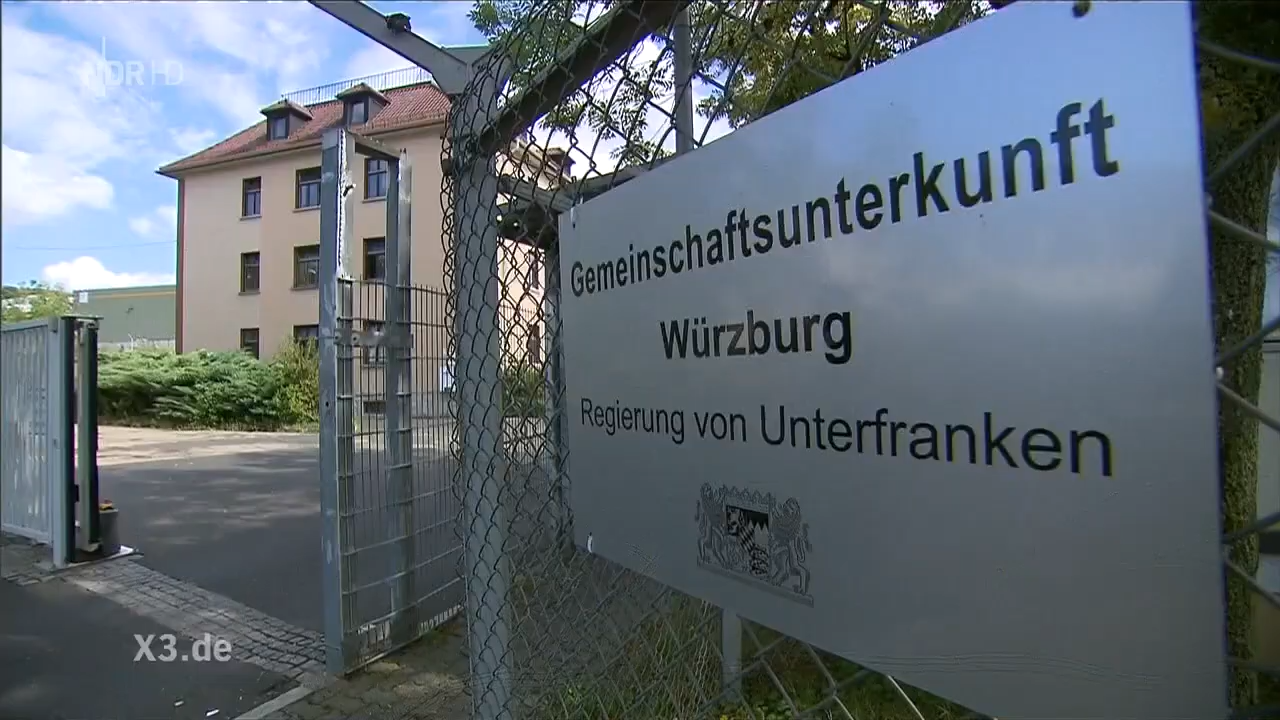 NDR HD
Gemeinschaftsunterkunft
Würzburg
Regierung von Unterfranken
X3.de